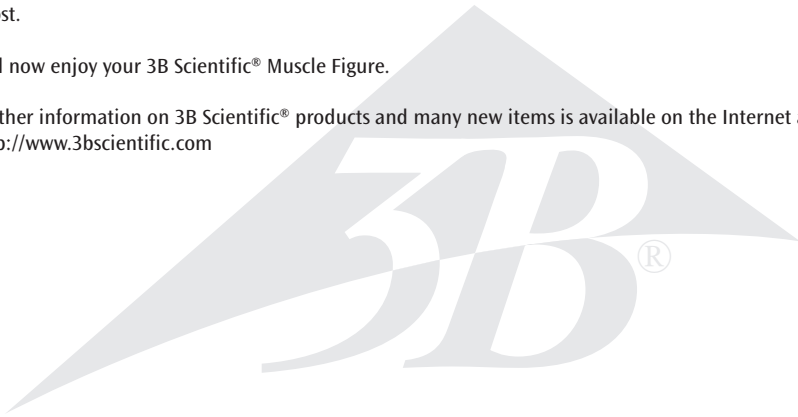 st.
now enjoy your 3B Scientific® Muscle Figure.
ther information on 3B Scientific® products and many new items is available on the Internet
p://www.3bscientific.com
3B®